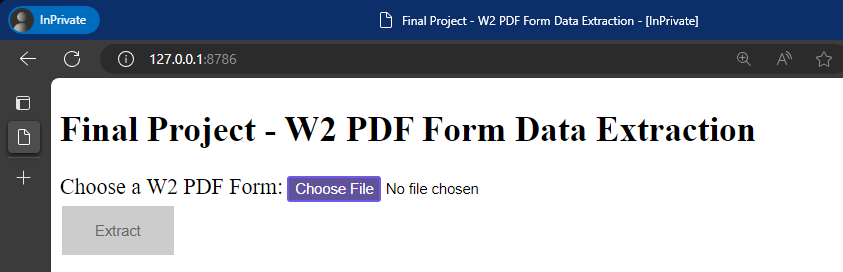 InPrivate
Final Project - W2 PDF Form Data Extraction - [InPrivate]
127.0.0.1:8786
Final Project - W2 PDF Form Data Extraction
Choose a W2 PDF Form: Choose File No file chosen
Extract